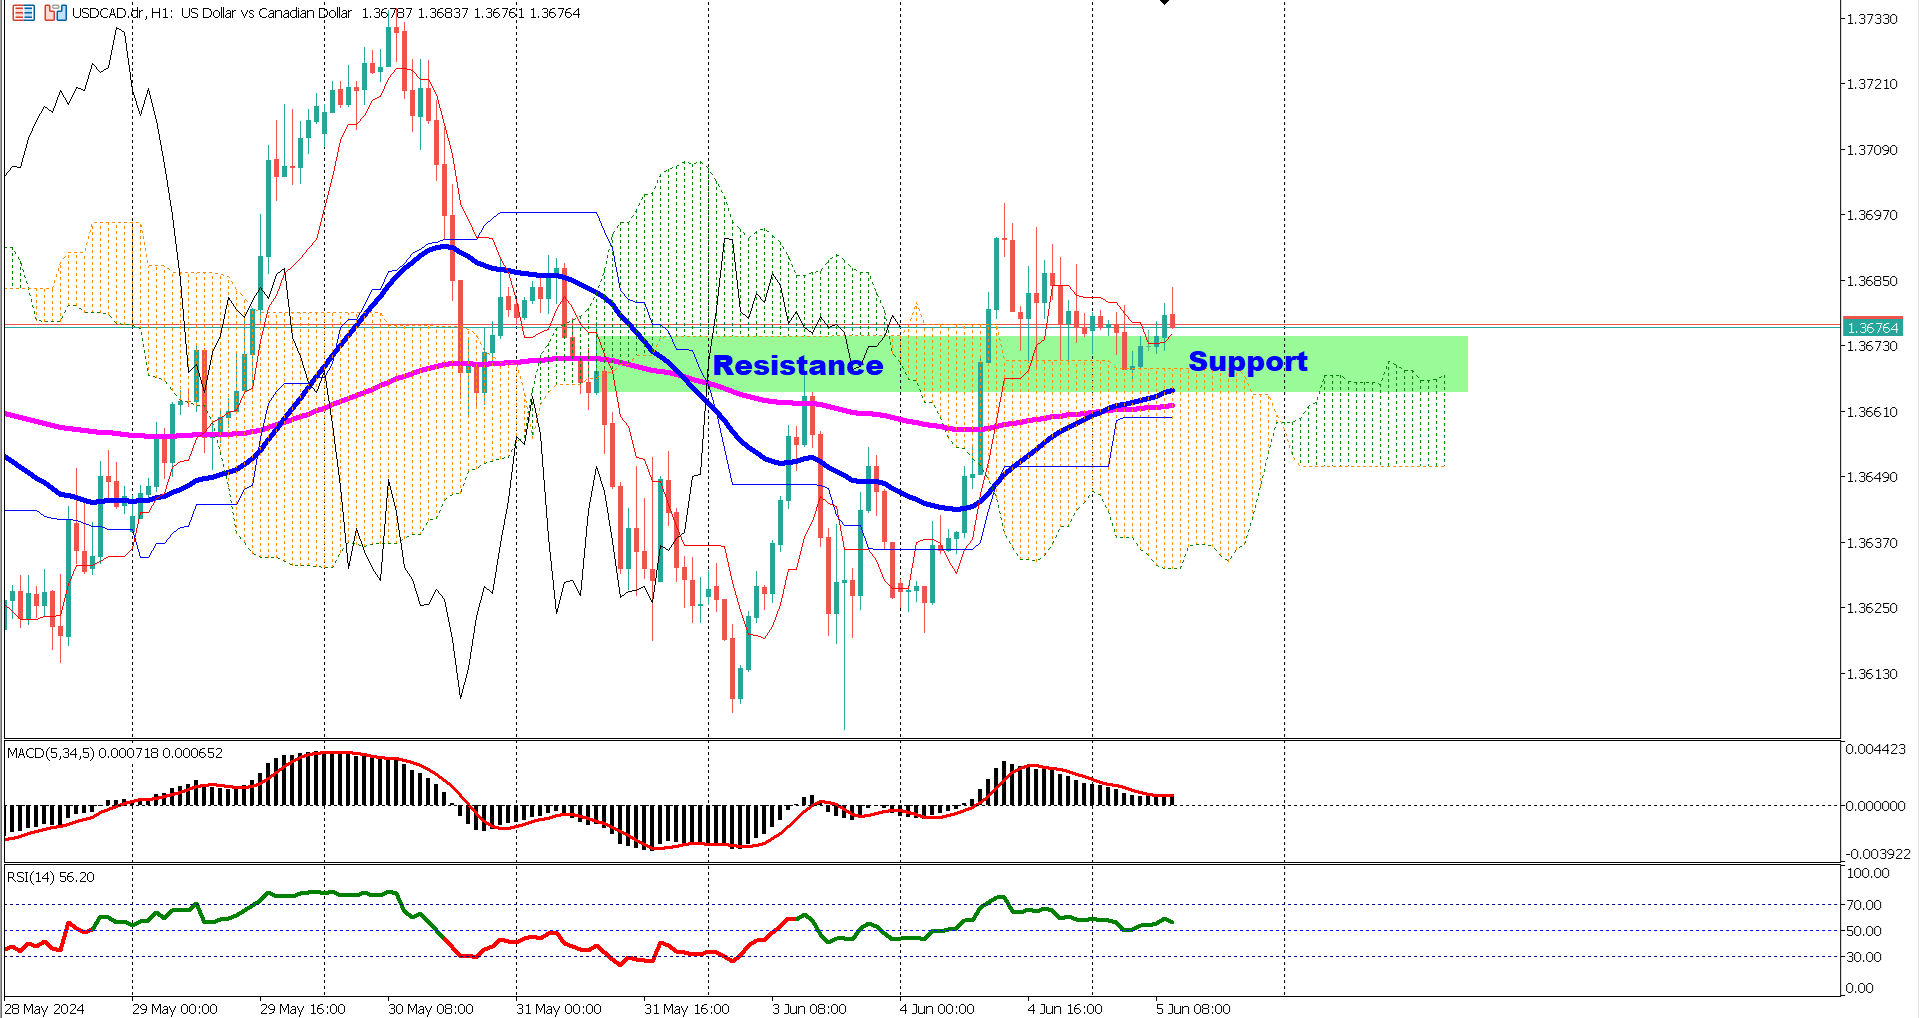 USDCAD.dr, H1: US Dollar vs Canadian Dollar 1.36787 1.36837 1.36761 1.36764
1.37330
1.37210
1.37090
1.36970
1.36850
1.36764
1.36730
Resistance
Support
1.36610
1.36490
1.36370
1.36250
1.36130
MACD(5,34,5) 0.000718 0.000652
0.004423
0.000000
-0.003922
RSI(14) 56.20
100.00
70.00
50.00
30.00
0.00
28 May 2024
29 May 00:00
29 May 16:00
30 May 08:00
31 May 00:00
31 May 16:00
3 Jun 08:00
4 Jun 00:00
4 Jun 16:00
5 Jun 08:00